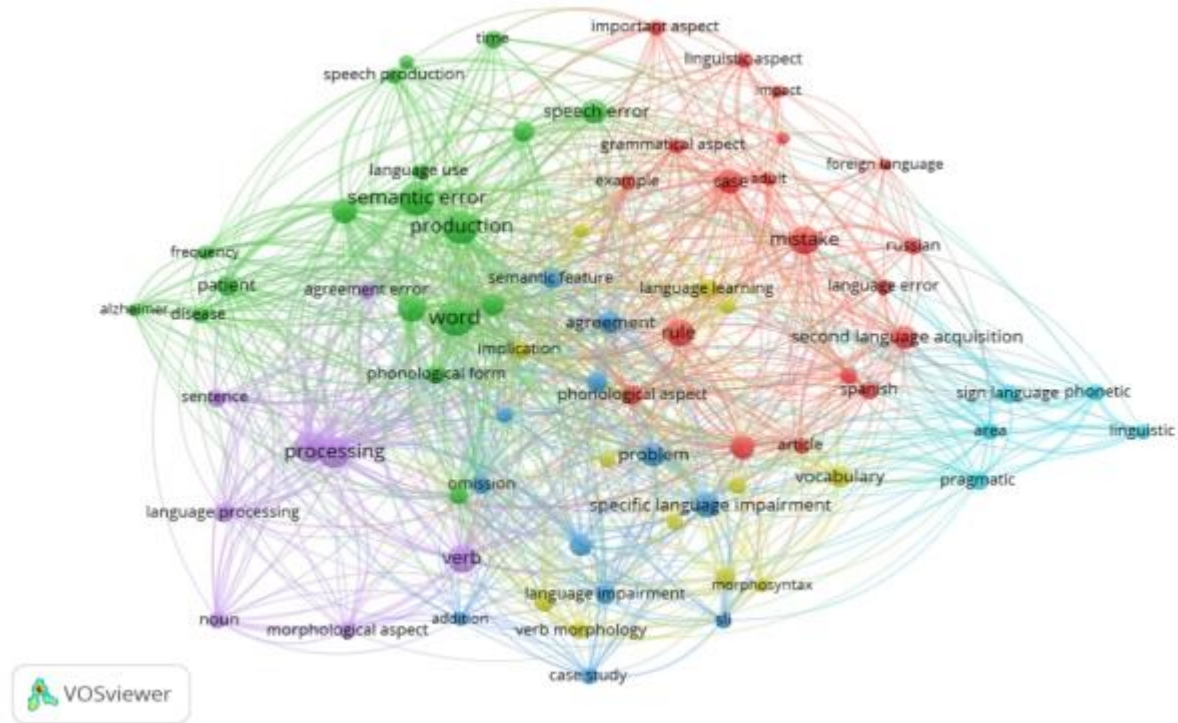 important aspect
time
linguistic aspect
speech production
impact
speech error
grammatical aspect
foreign language
language use
example
case
adult
semantic error
production
mistake
russian
frequency
semantic feature
patient
agreement error
language learning
language error
alzheimer
disease
word
agreement
rule
second language acquisition
implication
phonological form
sentence
phonological aspect
spanish
sign language
phonetic
area
linguistic
processing
problem
article
omission
vocabulary
pragmatic
language processing
specific language impairment
verb
language impairment
morphosyntax
noun
morphological aspect
addition
verb morphology
sli
case study
VOSviewer